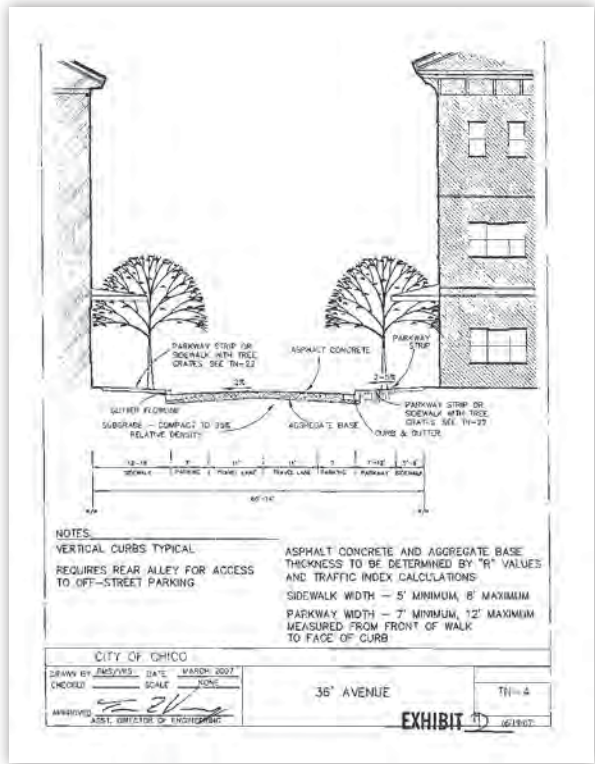 PARKWAY STRIP OR
SIDEWALK WITH TREE
GRATES SEE TN-22
ASPHALT CONCRETE
PARKWAY
STRIP
2%
2-5%
GUTTER FLOWLINE
SUBGRADE – COMPACT TO 95%
RELATIVE DENSITY
AGGREGATE BASE
CURB & GUTTER
PARKWAY STRIP OR
SIDEWALK WITH TREE
GRATES SEE TN-22
SIDEWALK PARKING TRAVEL LANE TRAVEL LANE PARKING PARKWAY SIDEWALK
NOTES
VERTICAL CURBS TYPICAL
REQUIRES REAR ALLEY FOR ACCESS
TO OFF-STREET PARKING
ASPHALT CONCRETE AND AGGREGATE BASE
THICKNESS TO BE DETERMINED BY "R" VALUES
AND TRAFFIC INDEX CALCULATIONS
SIDEWALK WIDTH – 5' MINIMUM, 8' MAXIMUM
PARKWAY WIDTH – 7' MINIMUM, 12' MAXIMUM
MEASURED FROM FRONT OF WALK
TO FACE OF CURB
CITY OF CHICO
DRAWN BY DATE MARCH 2007
CHECKED SCALE NONE
APPROVED
ASST. DIRECTOR OF ENGINEERING
36' AVENUE
TN-4
EXHIBIT